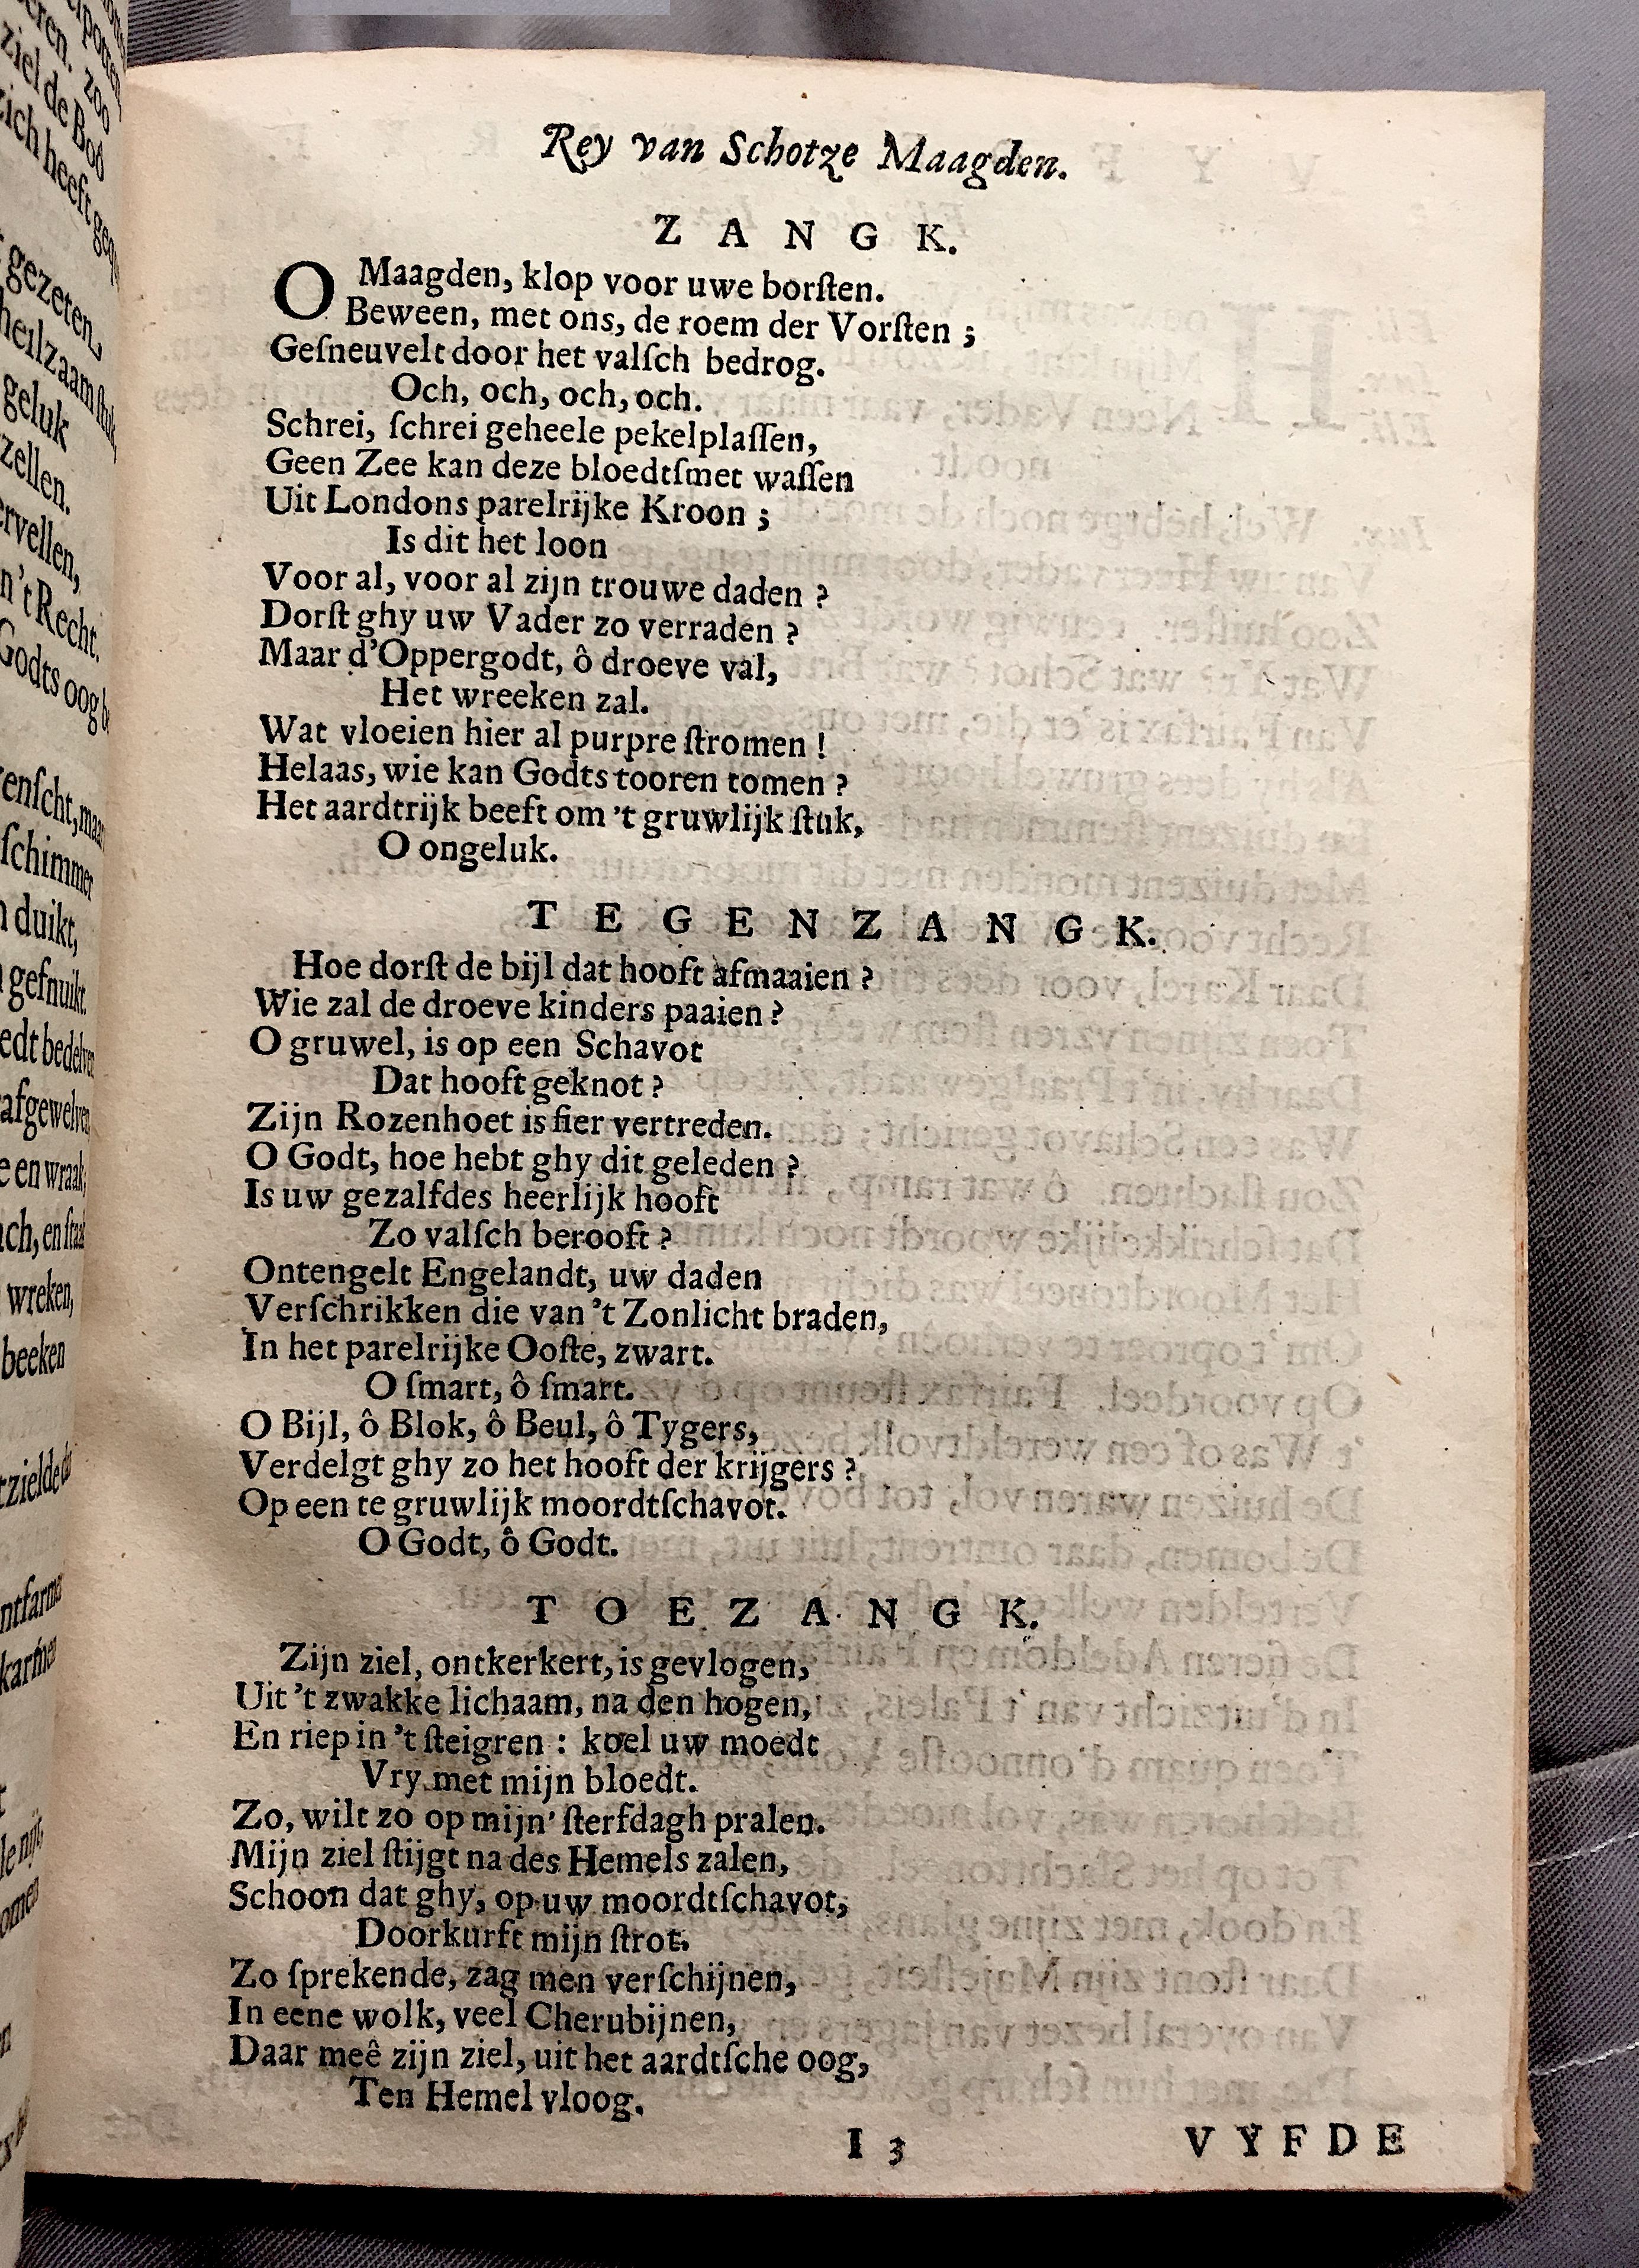 Rey van Schotze Maagden.
Z A N G K.
O Maagden, klop voor uwe borſten.
Beween, met ons, de roem der Vorſten ;
Geſneuvelt door het valſch bedrog.
Och, och, och, och.
Schrei, ſchrei geheele pekelplaſſen,
Geen Zee kan deze bloedtſmet waſſen
Uit Londons parelrijke Kroon ;
Is dit het loon
Voor al, voor al zijn trouwe daden ?
Dorſt ghy uw Vader zo verraden ?
Maar d'Oppergodt, ô droeve val,
Het wreeken zal.
Wat vloeien hier al purpre ſtromen !
Helaas, wie kan Godts tooren tomen ?
Het aardtrijk beeft om 't gruwlijk ſtuk,
O ongeluk.
T E G E N Z A N G K.
Hoe dorſt de bijl dat hooft afmaaien ?
Wie zal de droeve kinders paaien ?
O gruwel, is op een Schavot
Dat hooft geknot ?
Zijn Rozenhoet is fier vertreden.
O Godt, hoe hebt ghy dit geleden ?
Is uw gezalfdes heerlijk hooft
Zo valſch berooft ?
Ontengelt Engelandt, uw daden
Verſchrikken die van 't Zonlicht braden,
In het parelrijke Ooſte, zwart.
O ſmart, ô ſmart.
O Bijl, ô Blok, ô Beul, ô Tygers,
Verdelgt ghy zo het hooft der krijgers ?
Op een te gruwlijk moordtſchavot.
O Godt, ô Godt.
T O E Z A N G K.
Zijn ziel, ontkerkert, is gevlogen,
Uit 't zwakke lichaam, na den hogen,
En riep in 't ſteigren : koel uw moedt
Vry met mijn bloedt.
Zo, wilt zo op mijn' ſterfdagh pralen.
Mijn ziel ſtijgt na des Hemels zalen,
Schoon dat ghy, op uw moordtſchavot,
Doorkurft mijn ſtrot.
Zo ſprekende, zag men verſchijnen,
In eene wolk, veel Cherubijnen,
Daar meê zijn ziel, uit het aardtſche oog,
Ten Hemel vloog.
I 3
V Y F D E